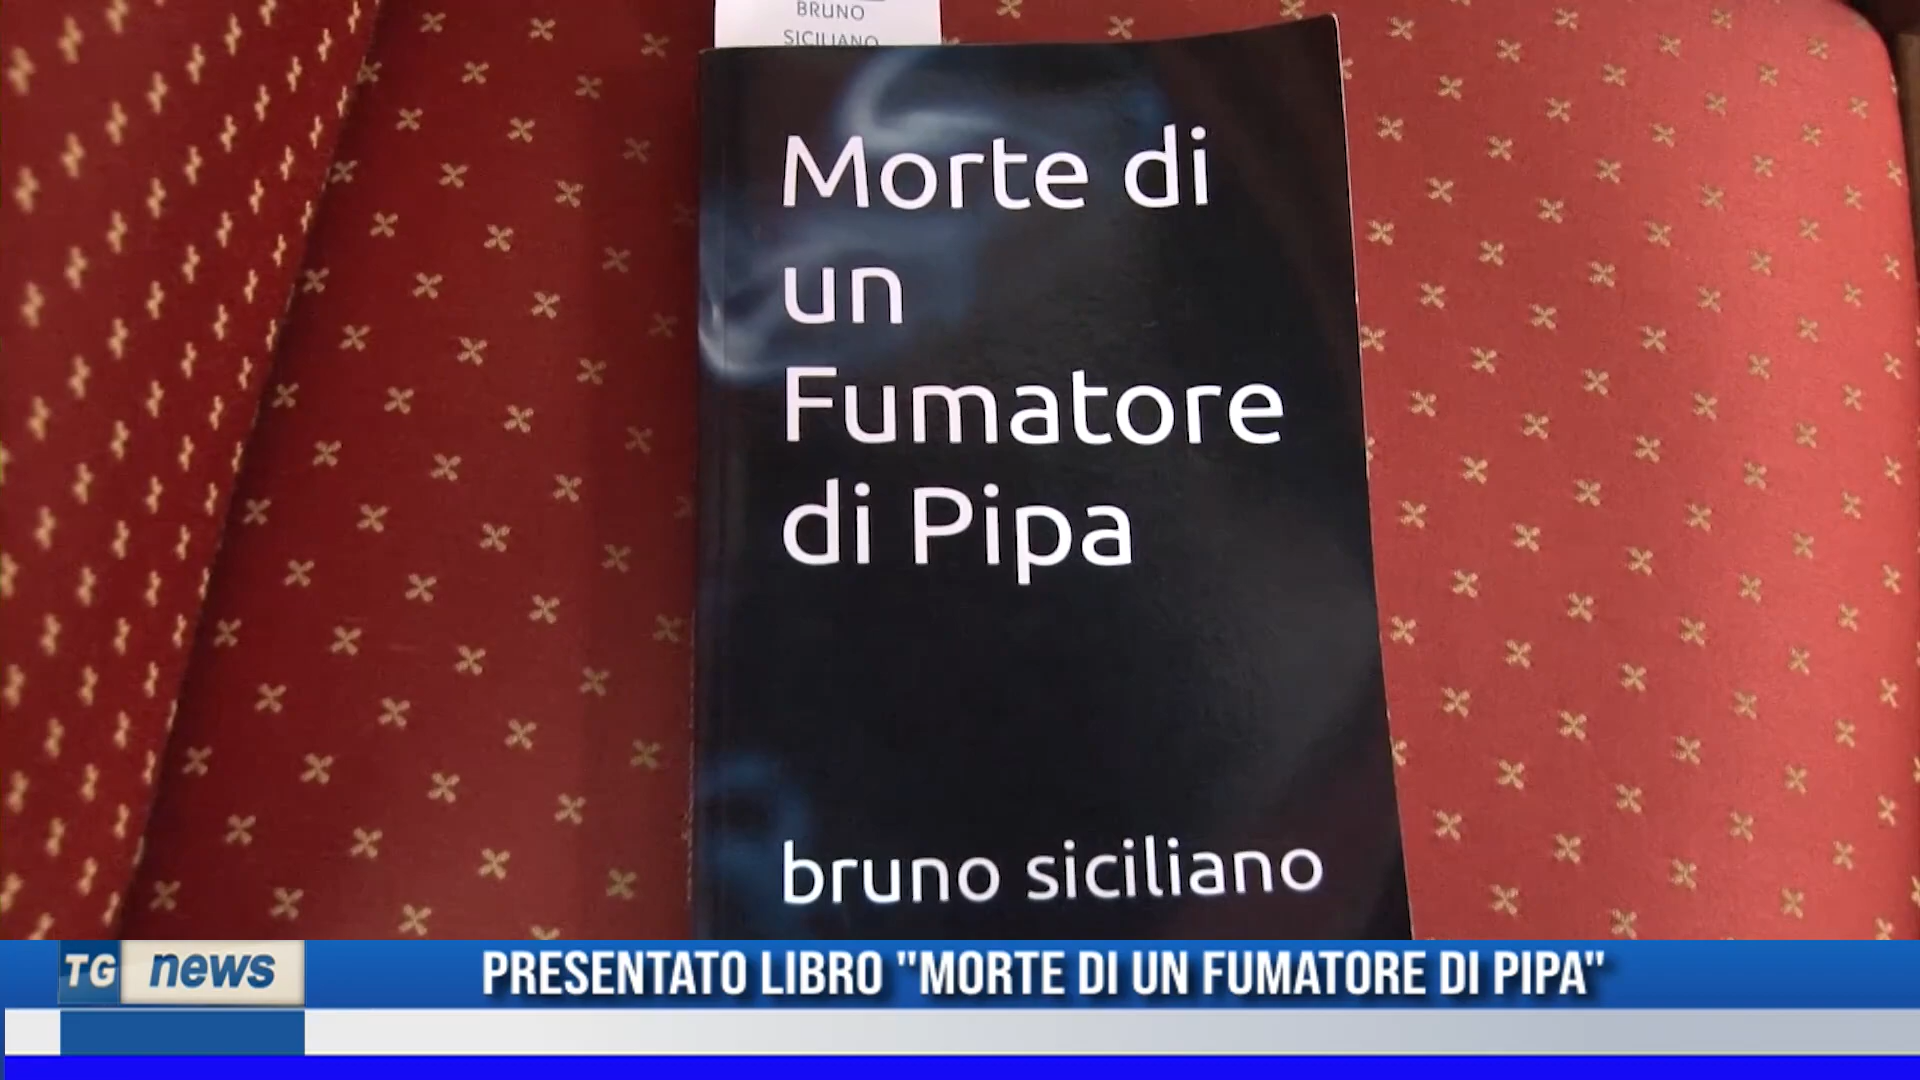 BRUNO
SICILIANO
Morte di
un
Fumatore
di Pipa
bruno siciliano
TG news
PRESENTATO LIBRO "MORTE DI UN FUMATORE DI PIPA"